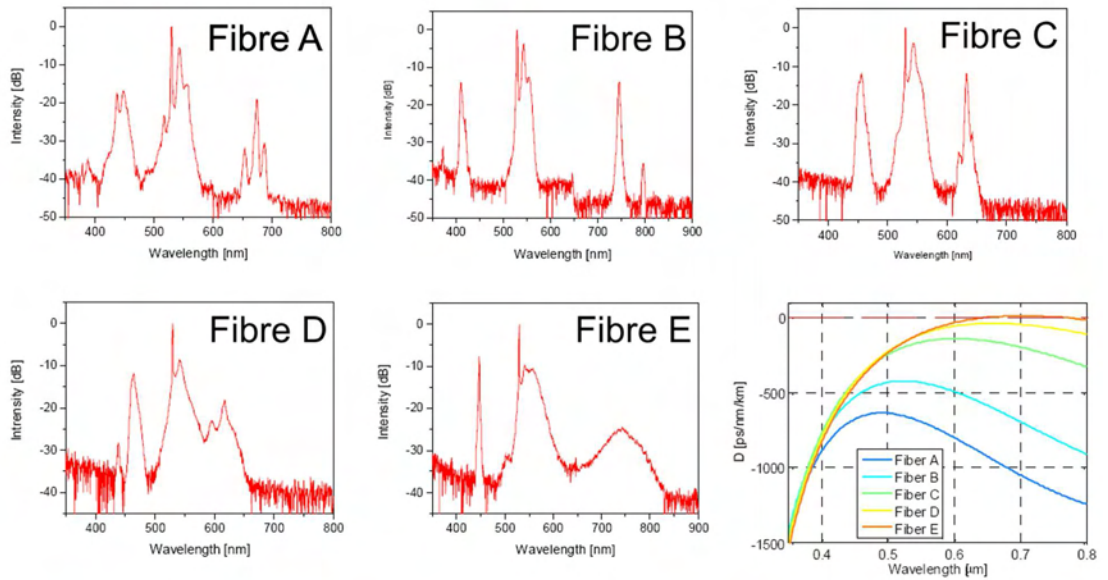 Fibre A
Intensity [dB]
0
-10
-20
-30
-40
-50
400 500 600 700 800
Wavelength [nm]
Fibre B
Intensity [dB]
0
-10
-20
-30
-40
-50
400 500 600 700 800 900
Wavelength [nm]
Fibre C
Intensity [dB]
0
-10
-20
-30
-40
-50
400 500 600 700 800
Wavelength [nm]
Fibre D
Intrensity [dB]
0
-10
-20
-30
-40
400 500 600 700 800
Wavelength [nm]
Fibre E
Intensity [dB]
0
-10
-20
-30
-40
400 500 600 700 800 900
Wavelength [nm]
D [ps/nm/km]
0
-500
-1000
-1500
Fiber A
Fiber B
Fiber C
Fiber D
Fiber E
0.4 0.5 0.6 0.7 0.8
Wavelength [μm]